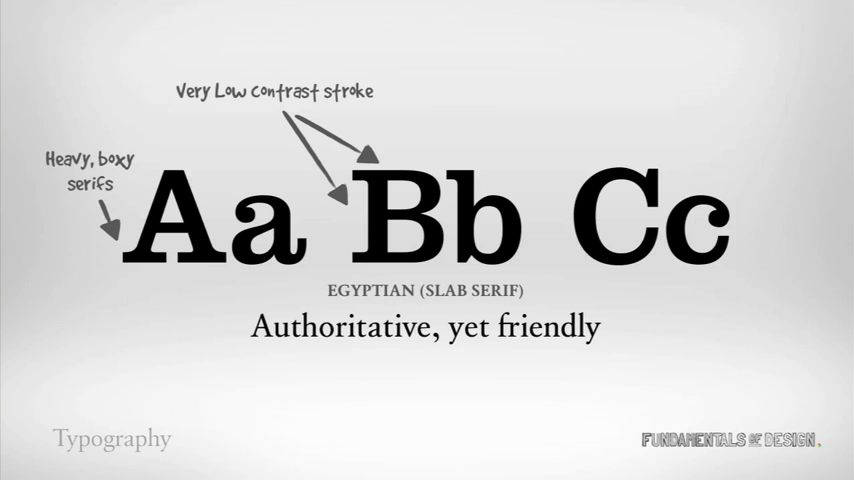 Very Low contrast stroke
Heavy, boxy
serifs
Aa Bb Cc
EGYPTIAN (SLAB SERIF)
Authoritative, yet friendly
Typography
FUNDAMENTALS OF DESIGN.